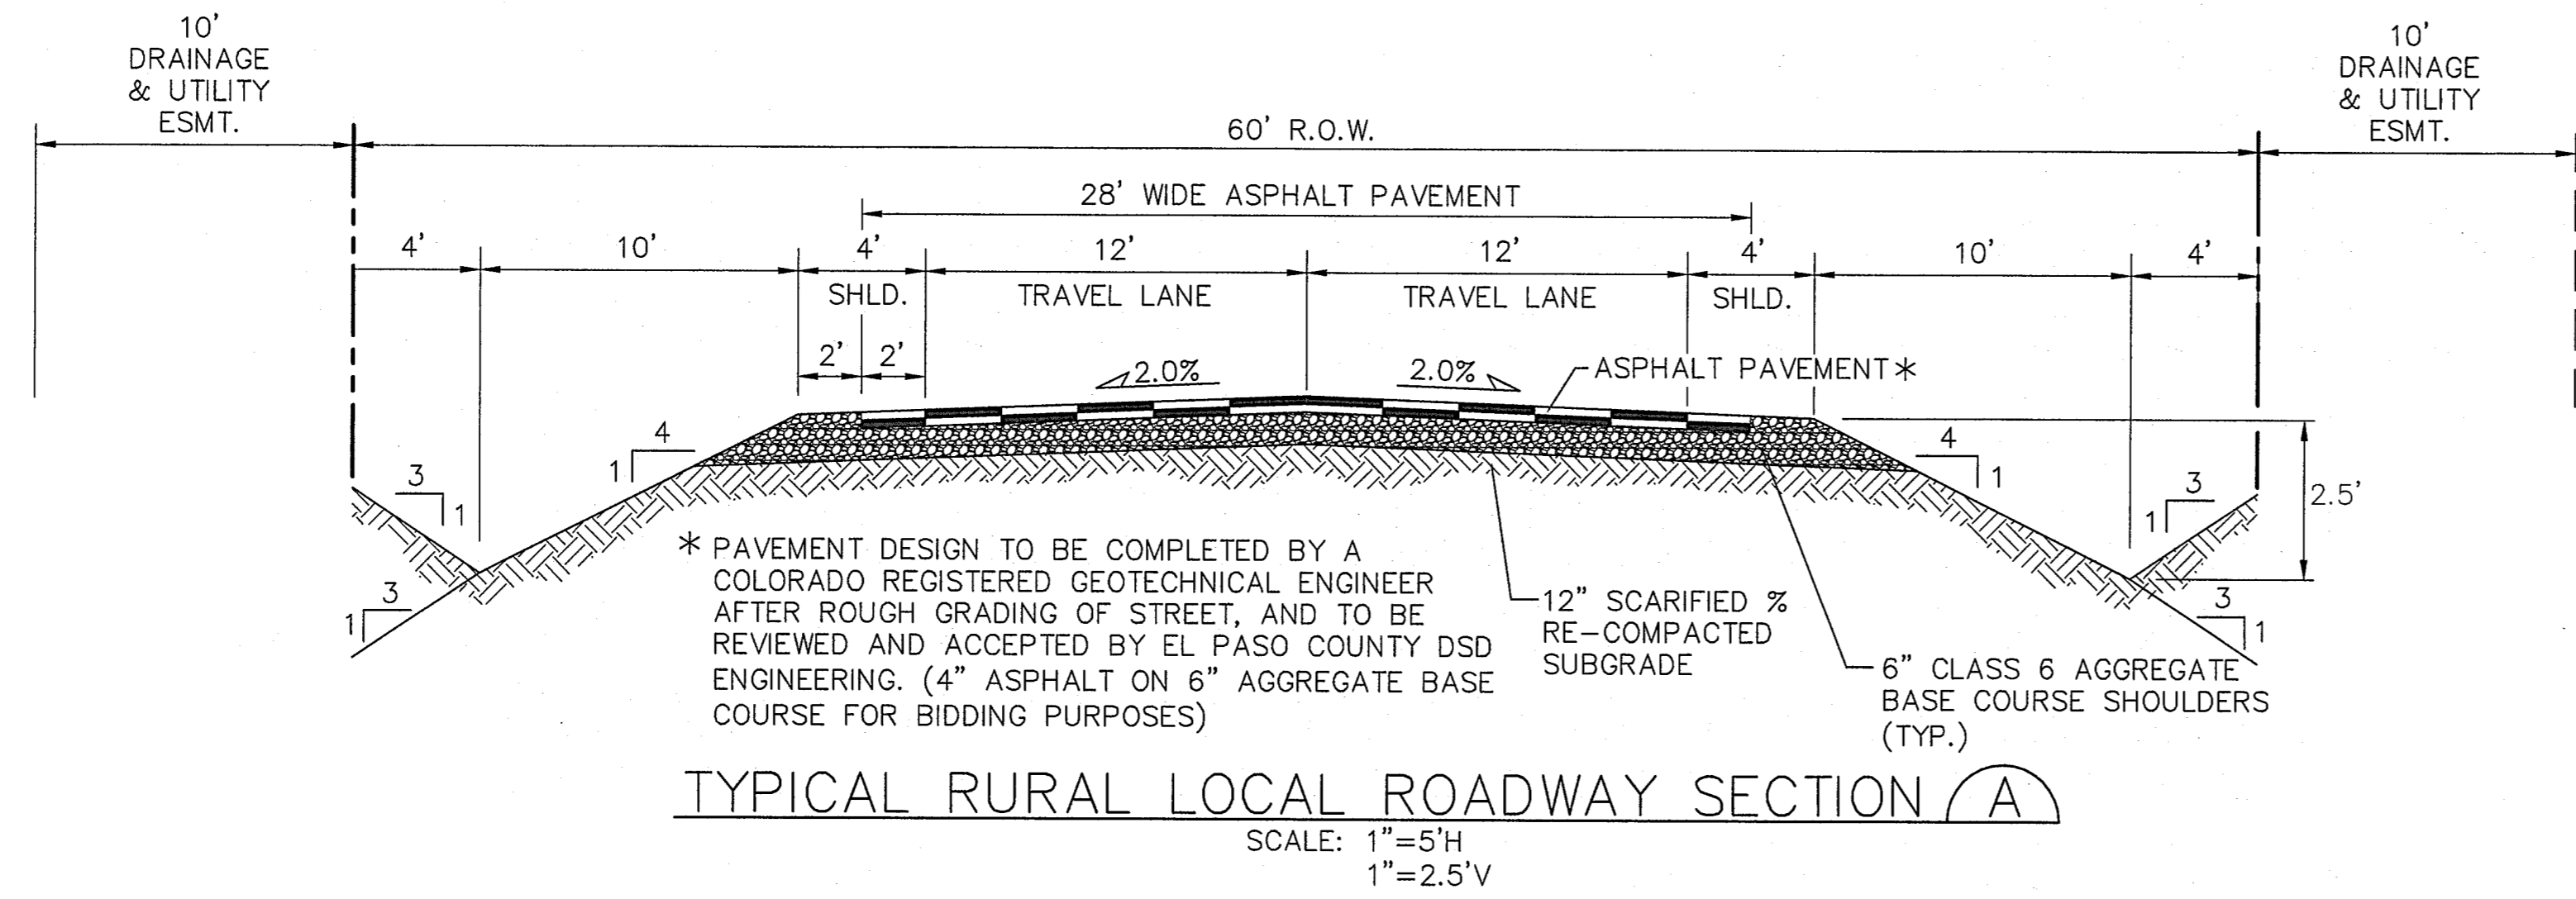 10'
DRAINAGE
& UTILITY
ESMT.
10'
DRAINAGE
& UTILITY
ESMT.
60' R.O.W.
28' WIDE ASPHALT PAVEMENT
4' 10' 4' 12' 12' 4' 10' 4'
SHLD. TRAVEL LANE TRAVEL LANE SHLD.
2' 2'
2.0% 2.0%
ASPHALT PAVEMENT*
4
1
4
1
3
1
3
1
2.5'
3
1
3
1
* PAVEMENT DESIGN TO BE COMPLETED BY A
COLORADO REGISTERED GEOTECHNICAL ENGINEER
AFTER ROUGH GRADING OF STREET, AND TO BE
REVIEWED AND ACCEPTED BY EL PASO COUNTY DSD
ENGINEERING. (4" ASPHALT ON 6" AGGREGATE BASE
COURSE FOR BIDDING PURPOSES)
12" SCARIFIED %
RE-COMPACTED
SUBGRADE
6" CLASS 6 AGGREGATE
BASE COURSE SHOULDERS
(TYP.)
TYPICAL RURAL LOCAL ROADWAY SECTION A
SCALE: 1"=5'H
1"=2.5'V